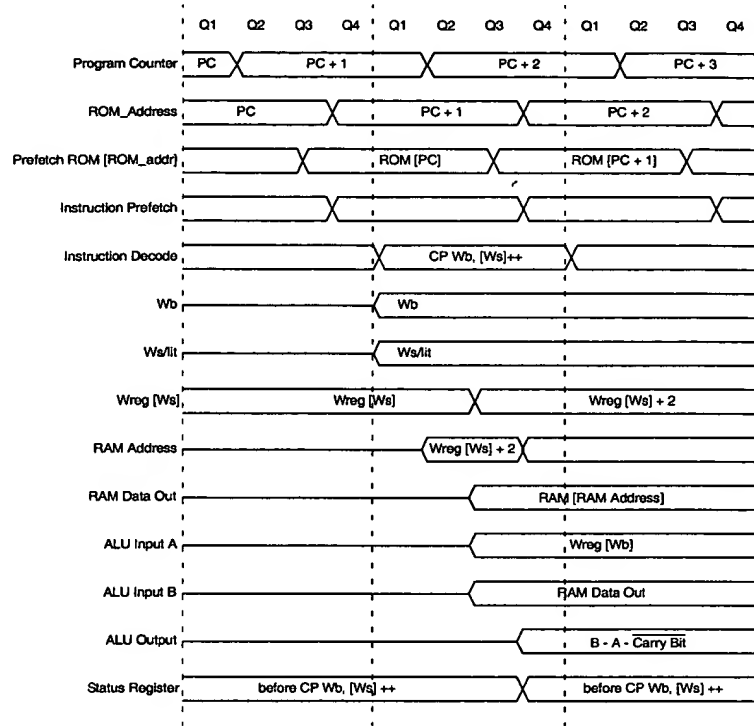 Q1 Q2 Q3 Q4 Q1 Q2 Q3 Q4 Q1 Q2 Q3 Q4
Program Counter PC PC + 1 PC + 2 PC + 3
ROM_Address PC PC + 1 PC + 2
Prefetch ROM [ROM_addr] ROM [PC] ROM [PC + 1]
Instruction Prefetch
Instruction Decode CP Wb, [Ws]++
Wb Wb
Ws/lit Ws/lit
Wreg [Ws] Wreg [Ws] Wreg [Ws] + 2
RAM Address Wreg [Ws] + 2
RAM Data Out RAM [RAM Address]
ALU Input A Wreg [Wb]
ALU Input B RAM Data Out
ALU Output B - A - Carry Bit
Status Register before CP Wb, [Ws] ++ before CP Wb, [Ws] ++